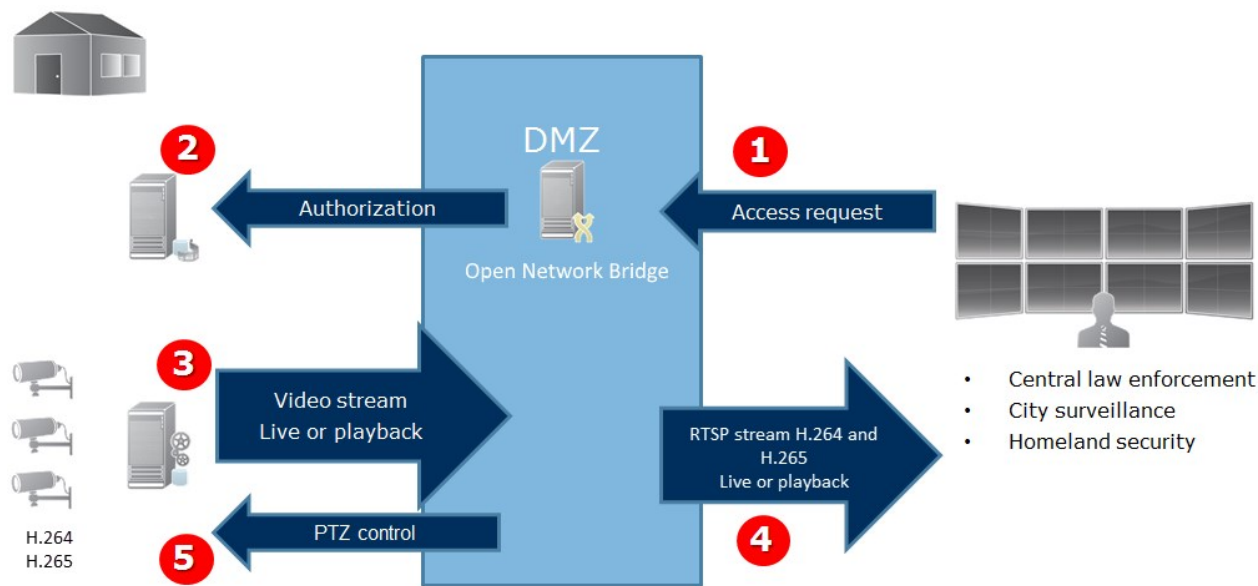 DMZ
1
2
Authorization
Access request
Open Network Bridge
3
Video stream
Live or playback
• Central law enforcement
• City surveillance
• Homeland security
RTSP stream H.264 and
H.265
Live or playback
PTZ control
4
H.264
H.265
5